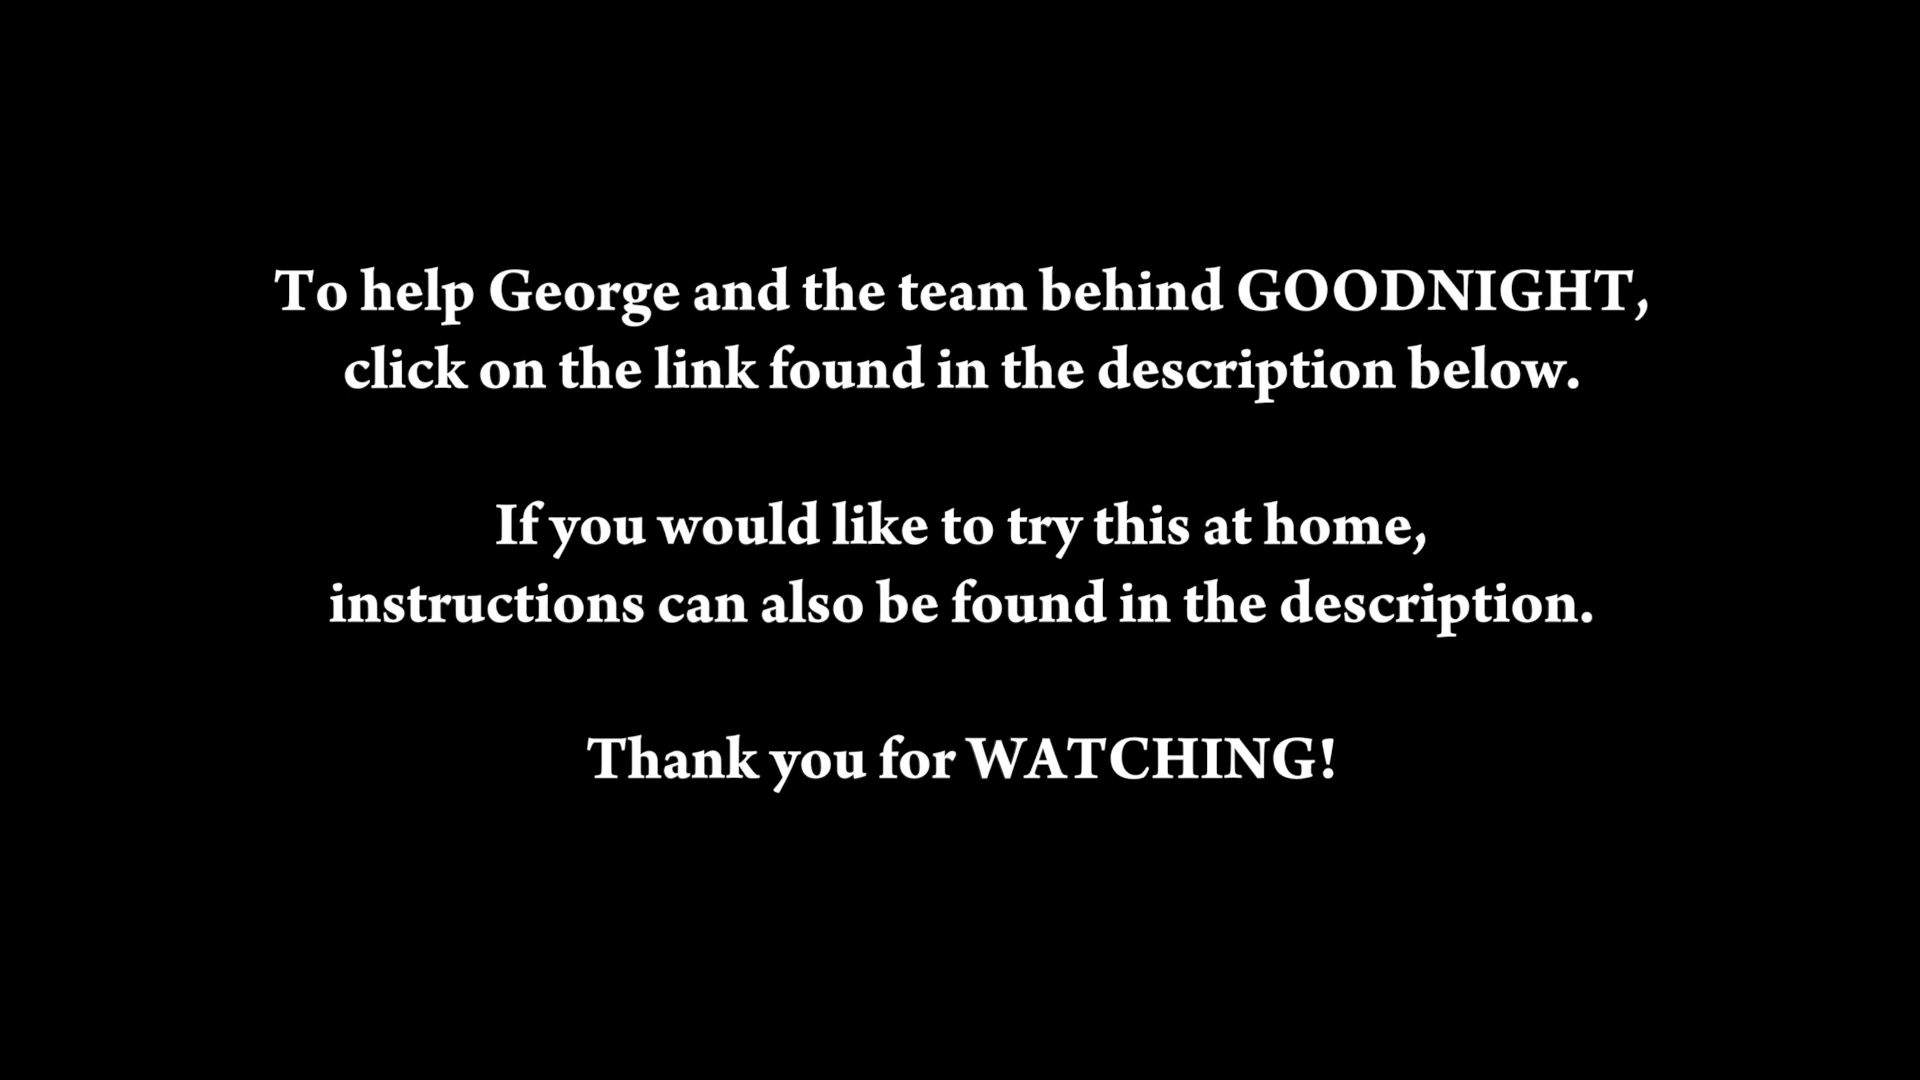 To help George and the team behind GOODNIGHT,
click on the link found in the description below.
If you would like to try this at home,
instructions can also be found in the description.
Thank you for WATCHING!